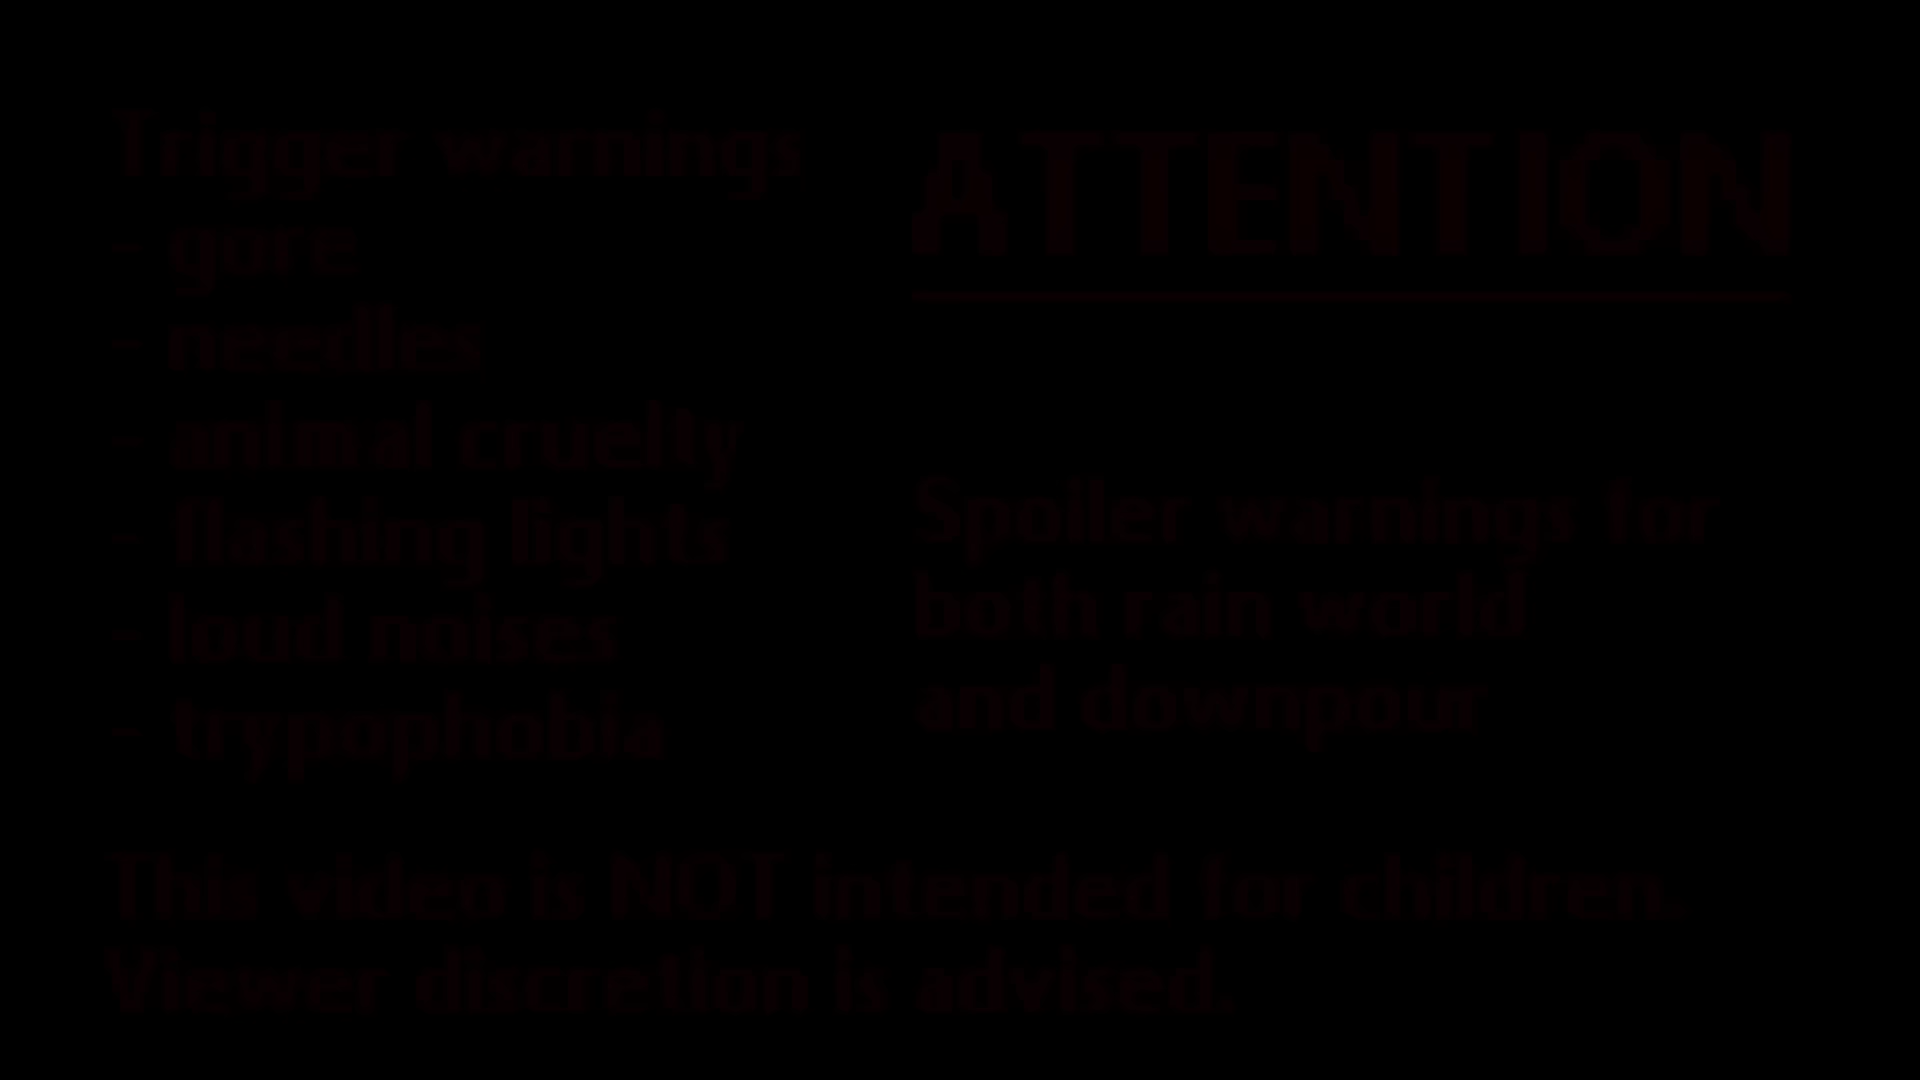 Trigger warnings
- gore
- needles
- animal cruelty
- flashing lights
- loud noises
- trypophobia
ATTENTION
Spoiler warnings for
both rain world
and downpour
This video is NOT intended for children.
Viewer discretion is advised.